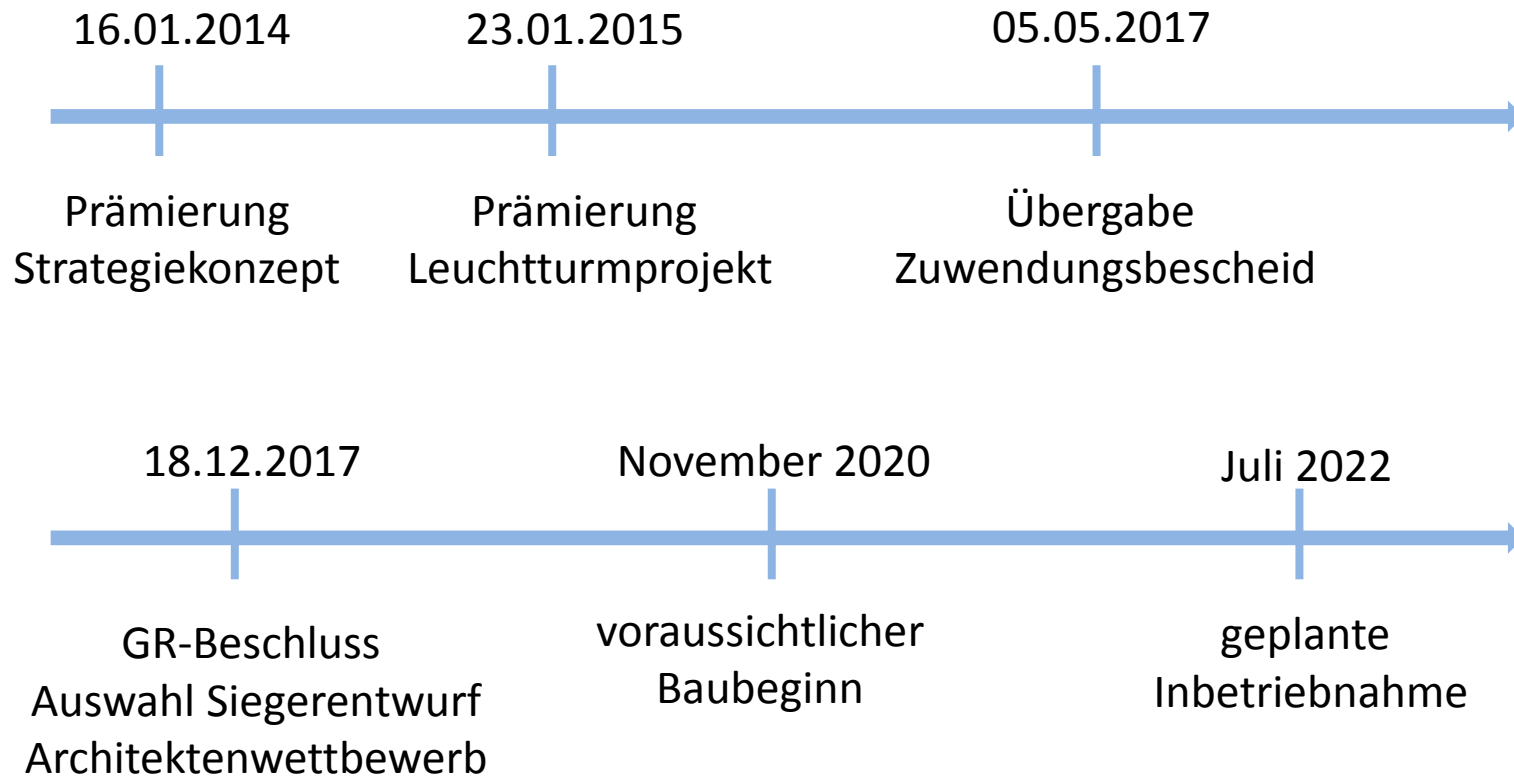 16.01.2014
23.01.2015
05.05.2017
Prämierung
Strategiekonzept
Prämierung
Leuchtturmprojekt
Übergabe
Zuwendungsbescheid
18.12.2017
November 2020
Juli 2022
GR-Beschluss
Auswahl Siegerentwurf
Architektenwettbewerb
voraussichtlicher
Baubeginn
geplante
Inbetriebnahme